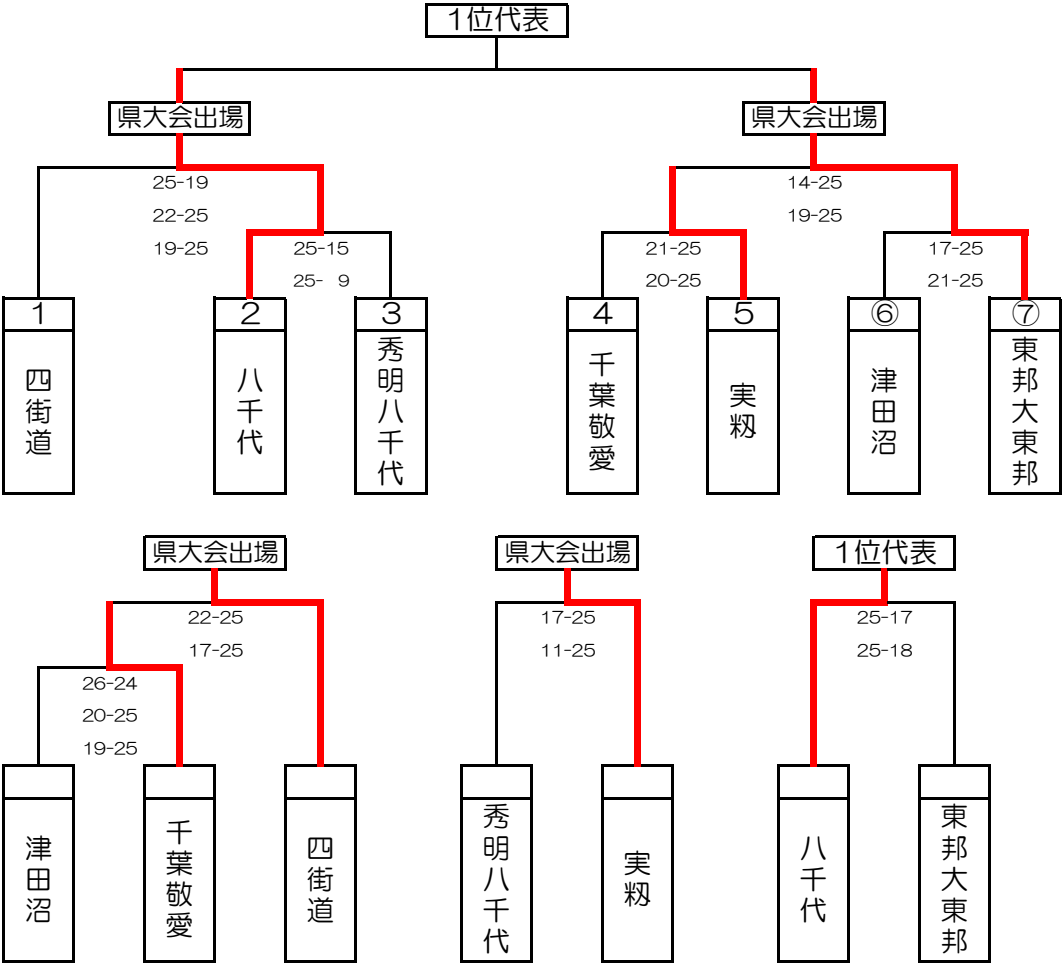 1位代表
県大会出場
県大会出場
25-19
22-25
19-25
14-25
19-25
25-15
25- 9
21-25
20-25
17-25
21-25
1
2
3
4
5
⑥
⑦
四街道
八千代
秀明八千代
千葉敬愛
実籾
津田沼
東邦大東邦
県大会出場
県大会出場
1位代表
22-25
17-25
17-25
11-25
25-17
25-18
26-24
20-25
19-25
津田沼
千葉敬愛
四街道
秀明八千代
実籾
八千代
東邦大東邦